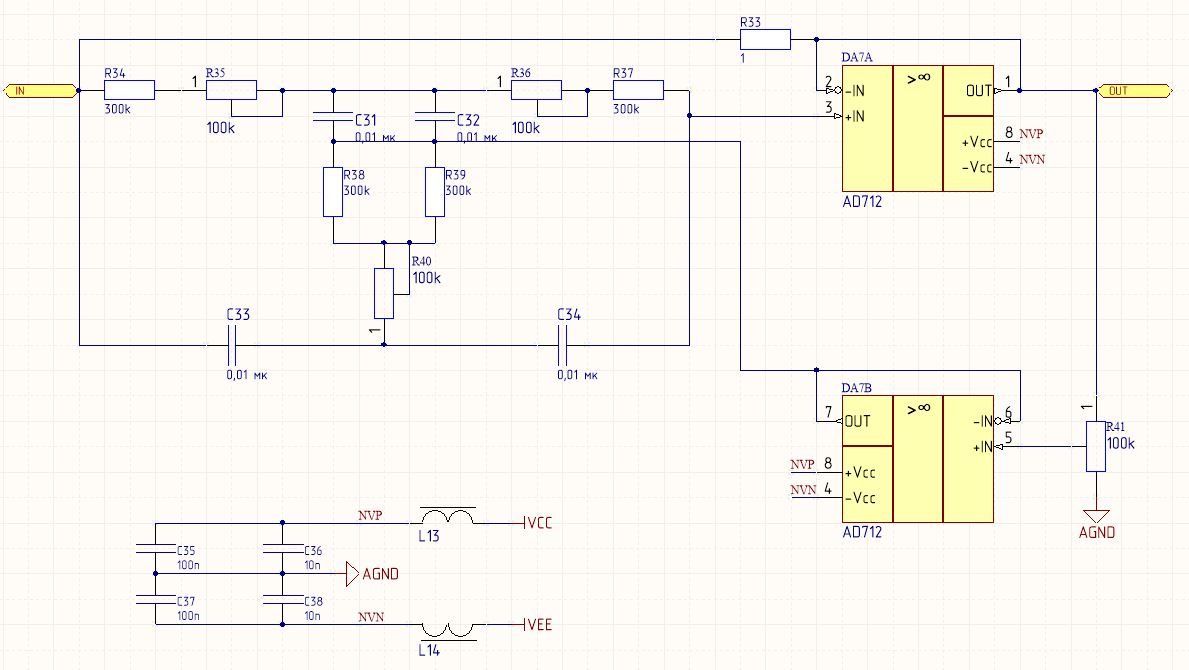 R33
1
DA7A
IN
R34
300k
1
R35
100k
1
R36
100k
R37
300k
2
-IN
3
+IN
>∞
OUT
1
OUT
+Vcc
8
NVP
-Vcc
4
NVN
AD712
C31
0,01 мк
C32
0,01 мк
R38
300k
R39
300k
R40
100k
1
C33
0,01 мк
C34
0,01 мк
DA7B
7
OUT
>∞
-IN
6
+IN
5
NVP
8
+Vcc
NVN
4
-Vcc
AD712
1
R41
100k
AGND
NVP
L13
VCC
C35
100n
C36
10n
AGND
C37
100n
C38
10n
NVN
L14
VEE